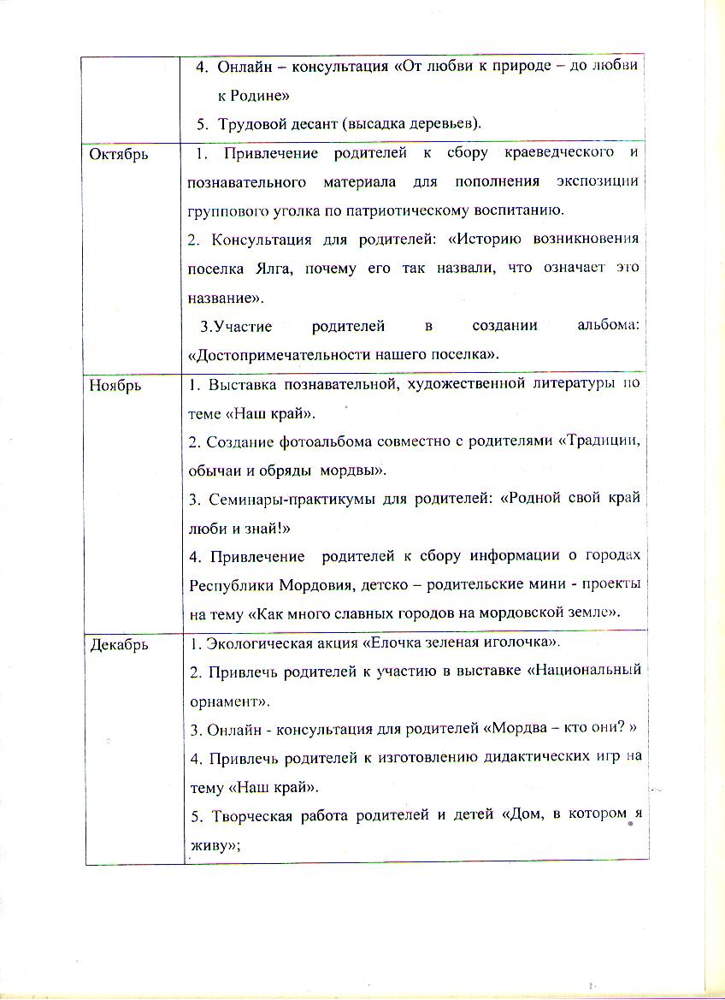 4. Онлайн – консультация «От любви к природе – до любви
к Родине»
5. Трудовой десант (высадка деревьев).
Октябрь
1. Привлечение родителей к сбору краеведческого и
познавательного материала для пополнения экспозиции
группового уголка по патриотическому воспитанию.
2. Консультация для родителей: «Историю возникновения
поселка Ялга, почему его так назвали, что означает это
название».
3.Участие родителей в создании альбома:
«Достопримечательности нашего поселка».
Ноябрь
1. Выставка познавательной, художественной литературы по
теме «Наш край».
2. Создание фотоальбома совместно с родителями «Традиции,
обычаи и обряды мордвы».
3. Семинары-практикумы для родителей: «Родной свой край
люби и знай!»
4. Привлечение родителей к сбору информации о городах
Республики Мордовия, детско – родительские мини - проекты
на тему «Как много славных городов на мордовской земле».
Декабрь
1. Экологическая акция «Елочка зеленая иголочка».
2. Привлечь родителей к участию в выставке «Национальный
орнамент».
3. Онлайн - консультация для родителей «Мордва – кто они? »
4. Привлечь родителей к изготовлению дидактических игр на
тему «Наш край».
5. Творческая работа родителей и детей «Дом, в котором я
живу»;